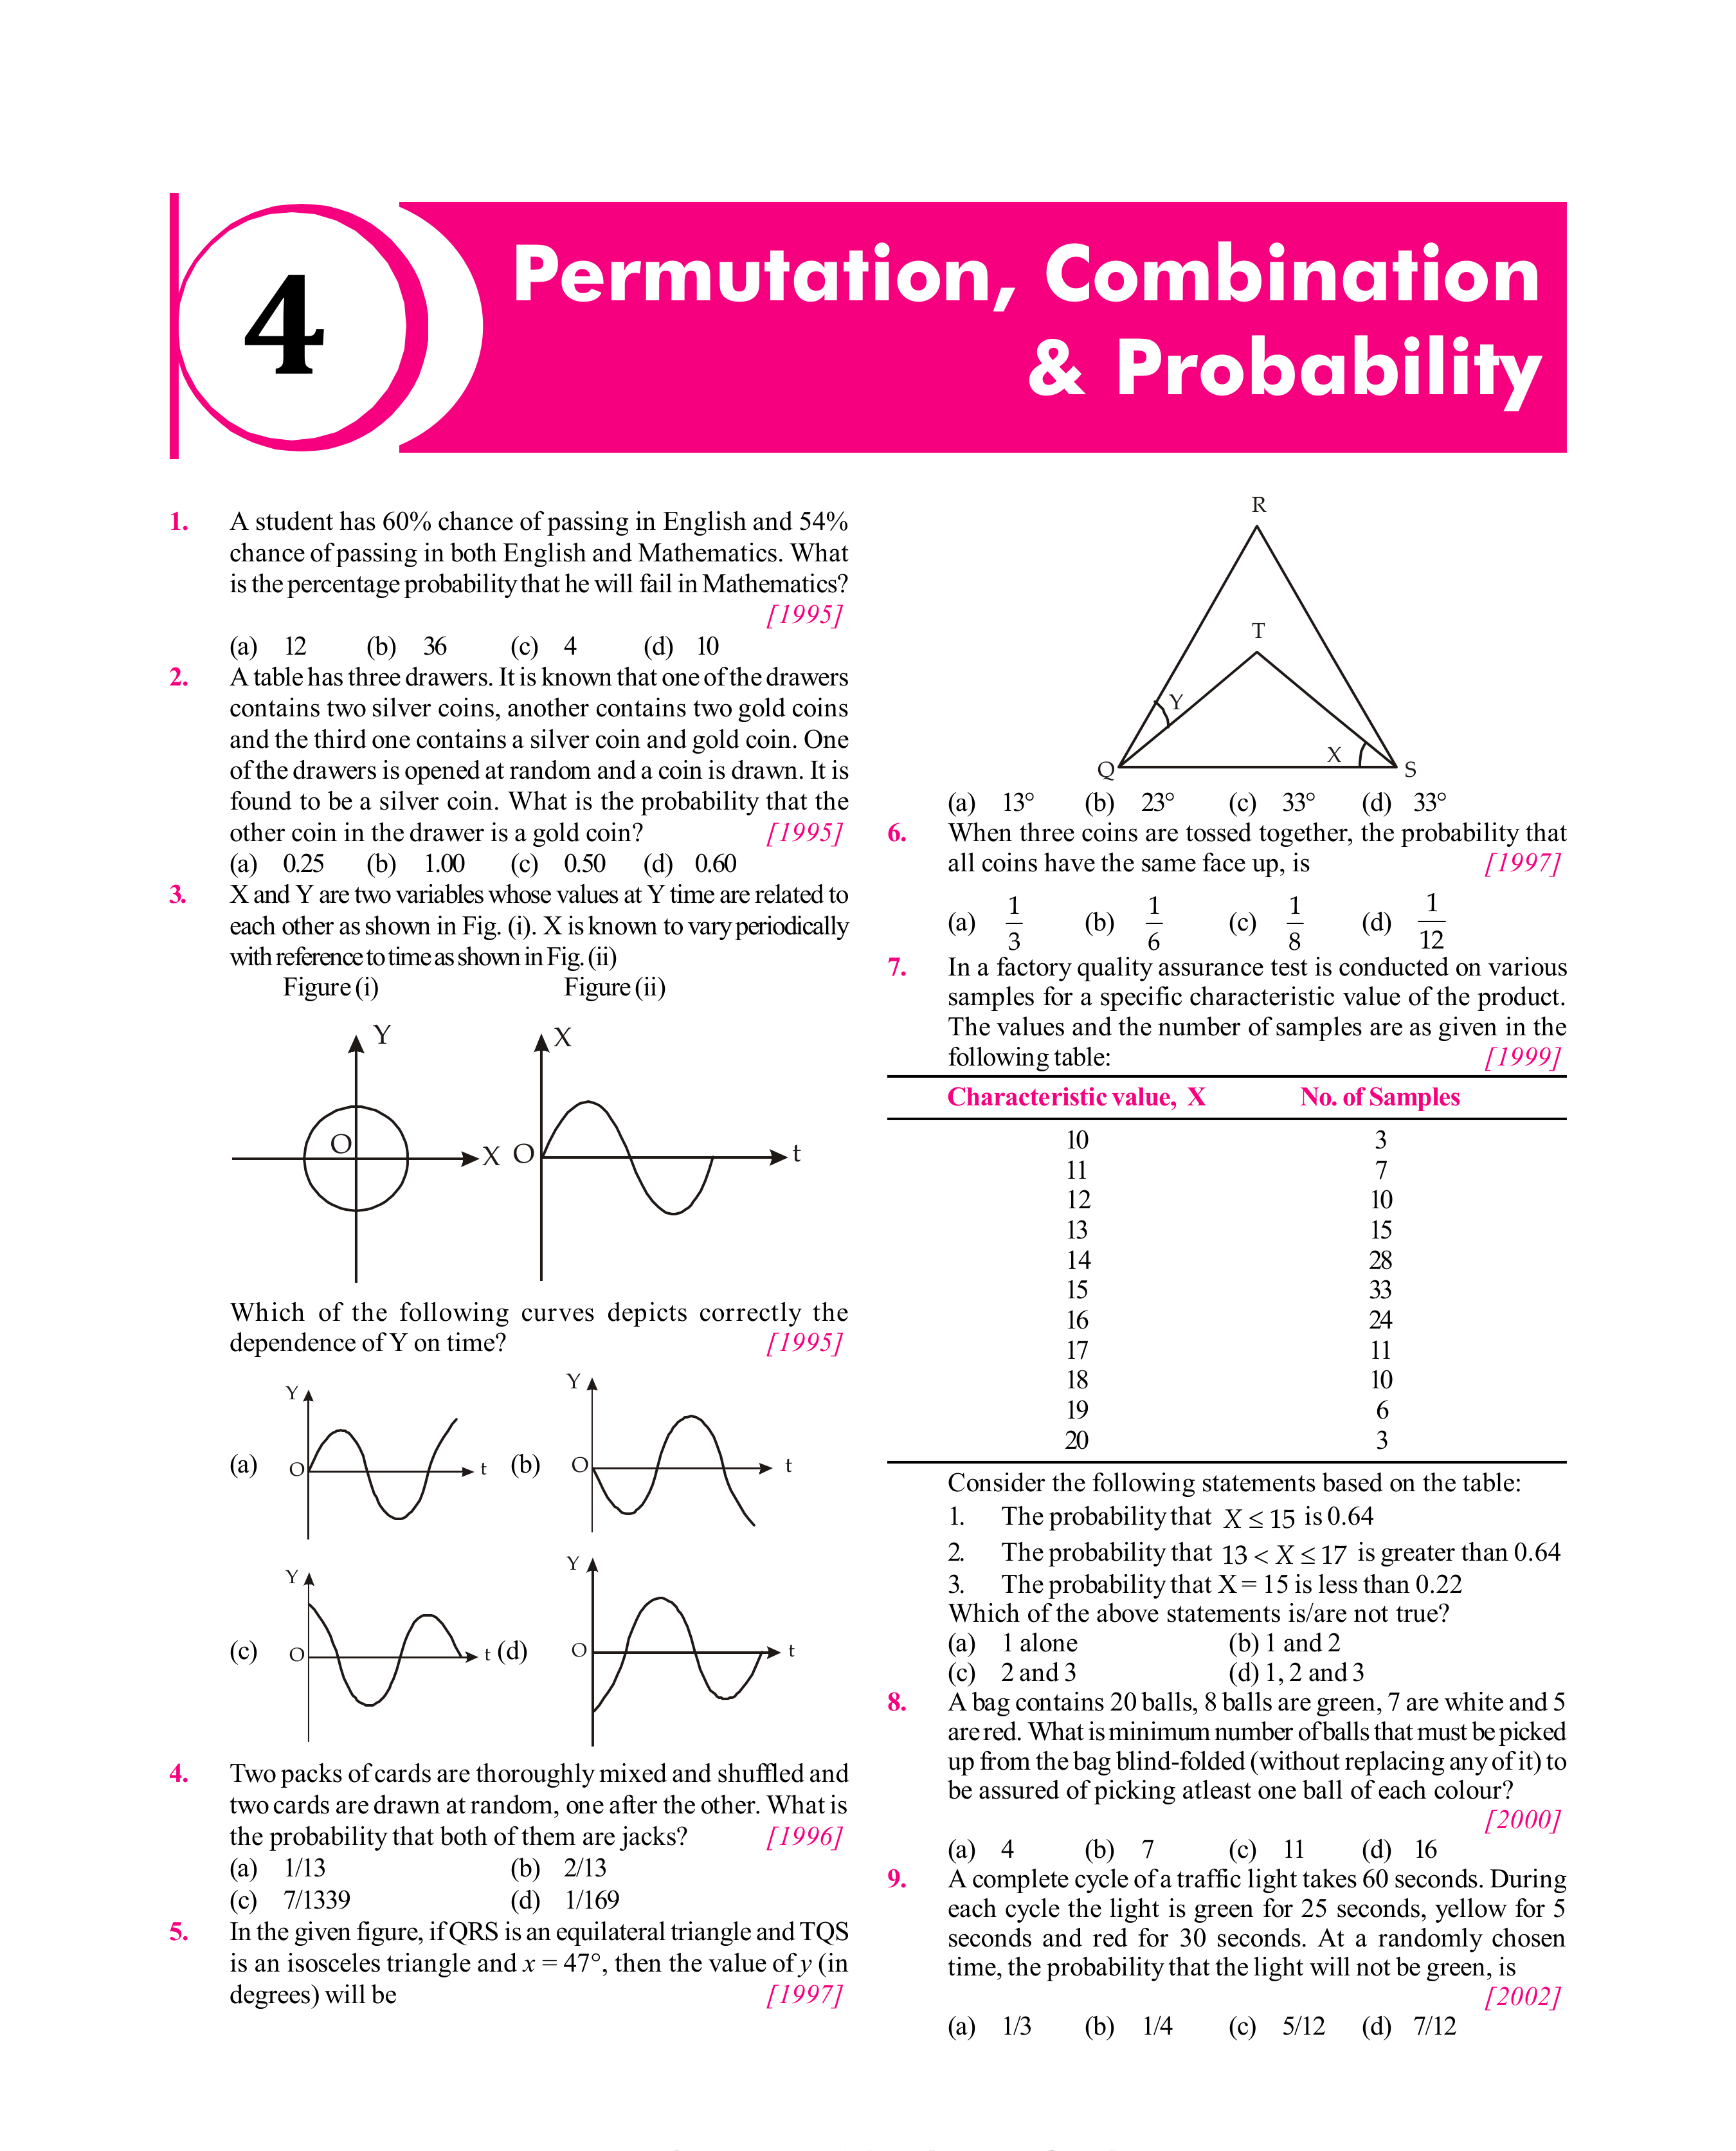 4
Permutation, Combination
& Probability
1. A student has 60% chance of passing in English and 54%
chance of passing in both English and Mathematics. What
is the percentage probability that he will fail in Mathematics?
[1995]
(a) 12 (b) 36 (c) 4 (d) 10
2. A table has three drawers. It is known that one of the drawers
contains two silver coins, another contains two gold coins
and the third one contains a silver coin and gold coin. One
of the drawers is opened at random and a coin is drawn. It is
found to be a silver coin. What is the probability that the
other coin in the drawer is a gold coin? [1995]
(a) 0.25 (b) 1.00 (c) 0.50 (d) 0.60
3. X and Y are two variables whose values at Y time are related to
each other as shown in Fig. (i). X is known to vary periodically
with reference to time as shown in Fig. (ii)
Figure (i) Figure (ii)
Y X
O X O t
Which of the following curves depicts correctly the
dependence of Y on time? [1995]
Y Y
(a) O t (b) O t
Y Y
(c) O t (d) O t
4. Two packs of cards are thoroughly mixed and shuffled and
two cards are drawn at random, one after the other. What is
the probability that both of them are jacks? [1996]
(a) 1/13 (b) 2/13
(c) 7/1339 (d) 1/169
5. In the given figure, if QRS is an equilateral triangle and TQS
is an isosceles triangle and x = 47°, then the value of y (in
degrees) will be [1997]
R
T
Y
X
Q S
(a) 13° (b) 23° (c) 33° (d) 33°
6. When three coins are tossed together, the probability that
all coins have the same face up, is [1997]
(a) 1/3 (b) 1/6 (c) 1/8 (d) 1/12
7. In a factory quality assurance test is conducted on various
samples for a specific characteristic value of the product.
The values and the number of samples are as given in the
following table: [1999]
Characteristic value, X No. of Samples
10 3
11 7
12 10
13 15
14 28
15 33
16 24
17 11
18 10
19 6
20 3
Consider the following statements based on the table:
1. The probability that X ≤ 15 is 0.64
2. The probability that 13 < X ≤ 17 is greater than 0.64
3. The probability that X = 15 is less than 0.22
Which of the above statements is/are not true?
(a) 1 alone (b) 1 and 2
(c) 2 and 3 (d) 1, 2 and 3
8. A bag contains 20 balls, 8 balls are green, 7 are white and 5
are red. What is minimum number of balls that must be picked
up from the bag blind-folded (without replacing any of it) to
be assured of picking atleast one ball of each colour?
[2000]
(a) 4 (b) 7 (c) 11 (d) 16
9. A complete cycle of a traffic light takes 60 seconds. During
each cycle the light is green for 25 seconds, yellow for 5
seconds and red for 30 seconds. At a randomly chosen
time, the probability that the light will not be green, is
[2002]
(a) 1/3 (b) 1/4 (c) 5/12 (d) 7/12